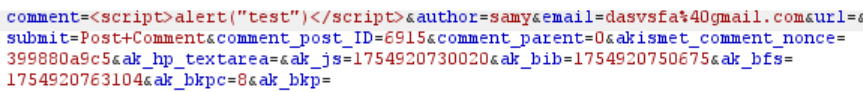 comment=<script>alert("test")</script>&author=samy&email=dasvsfa%40gmail.com&url=&
submit=Post+Comment&comment_post_ID=6915&comment_parent=0&akismet_comment_nonce=
399880a9c5&ak_hp_textarea=&ak_js=1754920730020&ak_bib=1754920750675&ak_bfs=
1754920763104&ak_bkpc=8&ak_bkp=